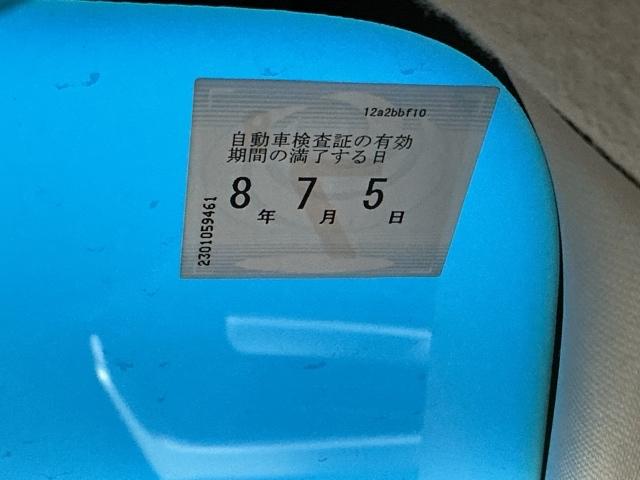 12a2bbf10
自動車検査証の有効
期間の満了する日
8年 7月 5日
2301059461